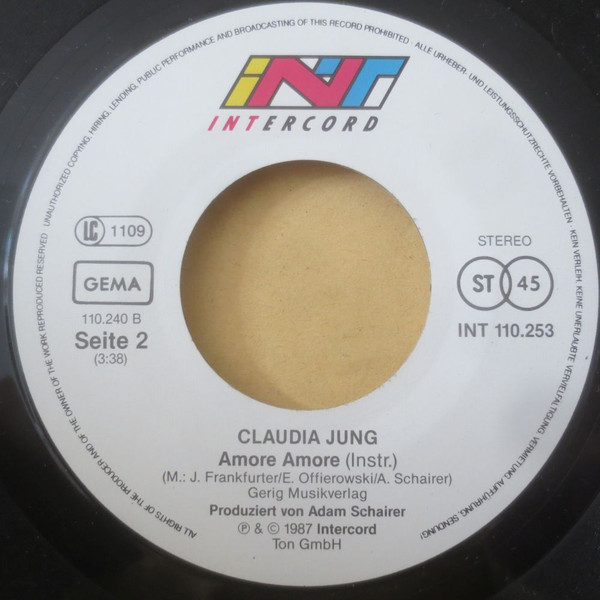 UNAUTHORIZED COPYING, HIRING, LENDING, PUBLIC PERFORMANCE AND BROADCASTING OF THIS RECORD PROHIBITED · ALLE URHEBER- UND LEISTUNGSSCHUTZRECHTE VORBEHALTEN · KEIN VERLEIH, KEINE UNERLAUBTE VERVIELFÄLTIGUNG, VERMIETUNG, AUFFÜHRUNG, SENDUNG!
ALL RIGHTS OF THE PRODUCER AND OF THE OWNER OF THE WORK REPRODUCED RESERVED ·
INT
INTERCORD
LC 1109
GEMA
110.240 B
Seite 2
(3:38)
STEREO
ST 45
INT 110.253
CLAUDIA JUNG
Amore Amore (Instr.)
(M.: J. Frankfurter/E. Offierowski/A. Schairer)
Gerig Musikverlag
Produziert von Adam Schairer
℗ & © 1987 Intercord
Ton GmbH